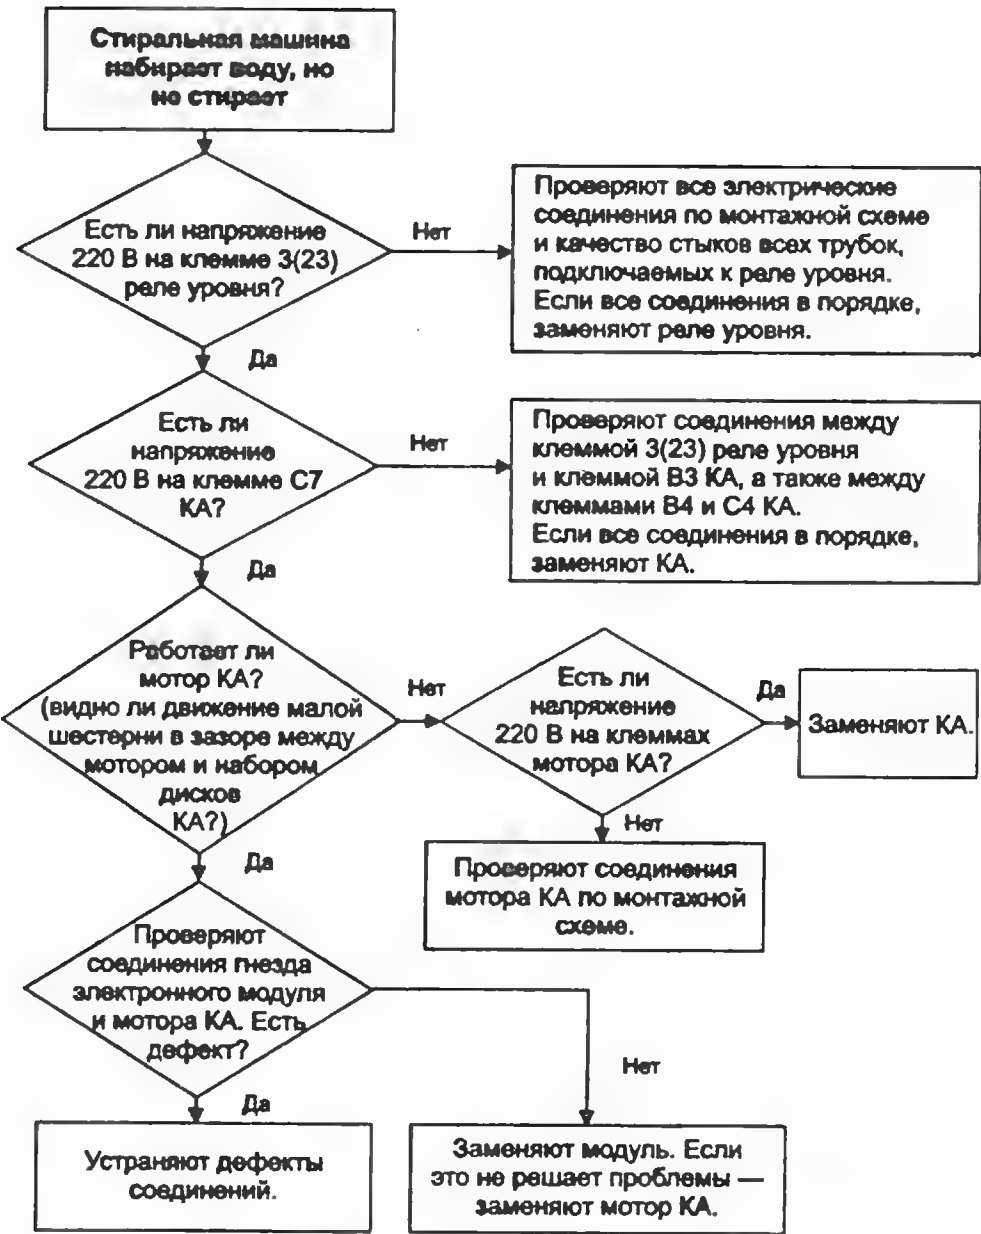 Стиральная машина
набирает воду, но
не стирает
Есть ли напряжение
220 В на клемме 3(23)
реле уровня?
Нет
Проверяют все электрические
соединения по монтажной схеме
и качество стыков всех трубок,
подключаемых к реле уровня.
Если все соединения в порядке,
заменяют реле уровня.
Да
Есть ли
напряжение
220 В на клемме С7
КА?
Нет
Проверяют соединения между
клеммой 3(23) реле уровня
и клеммой В3 КА, а также между
клеммами В4 и С4 КА.
Если все соединения в порядке,
заменяют КА.
Да
Работает ли
мотор КА?
(видно ли движение малой
шестерни в зазоре между
мотором и набором
дисков
КА?)
Нет
Есть ли
напряжение
220 В на клеммах
мотора КА?
Да
Заменяют КА.
Нет
Проверяют соединения
мотора КА по монтажной
схеме.
Да
Проверяют
соединения гнезда
электронного модуля
и мотора КА. Есть
дефект?
Нет
Да
Устраняют дефекты
соединений.
Заменяют модуль. Если
это не решает проблемы —
заменяют мотор КА.